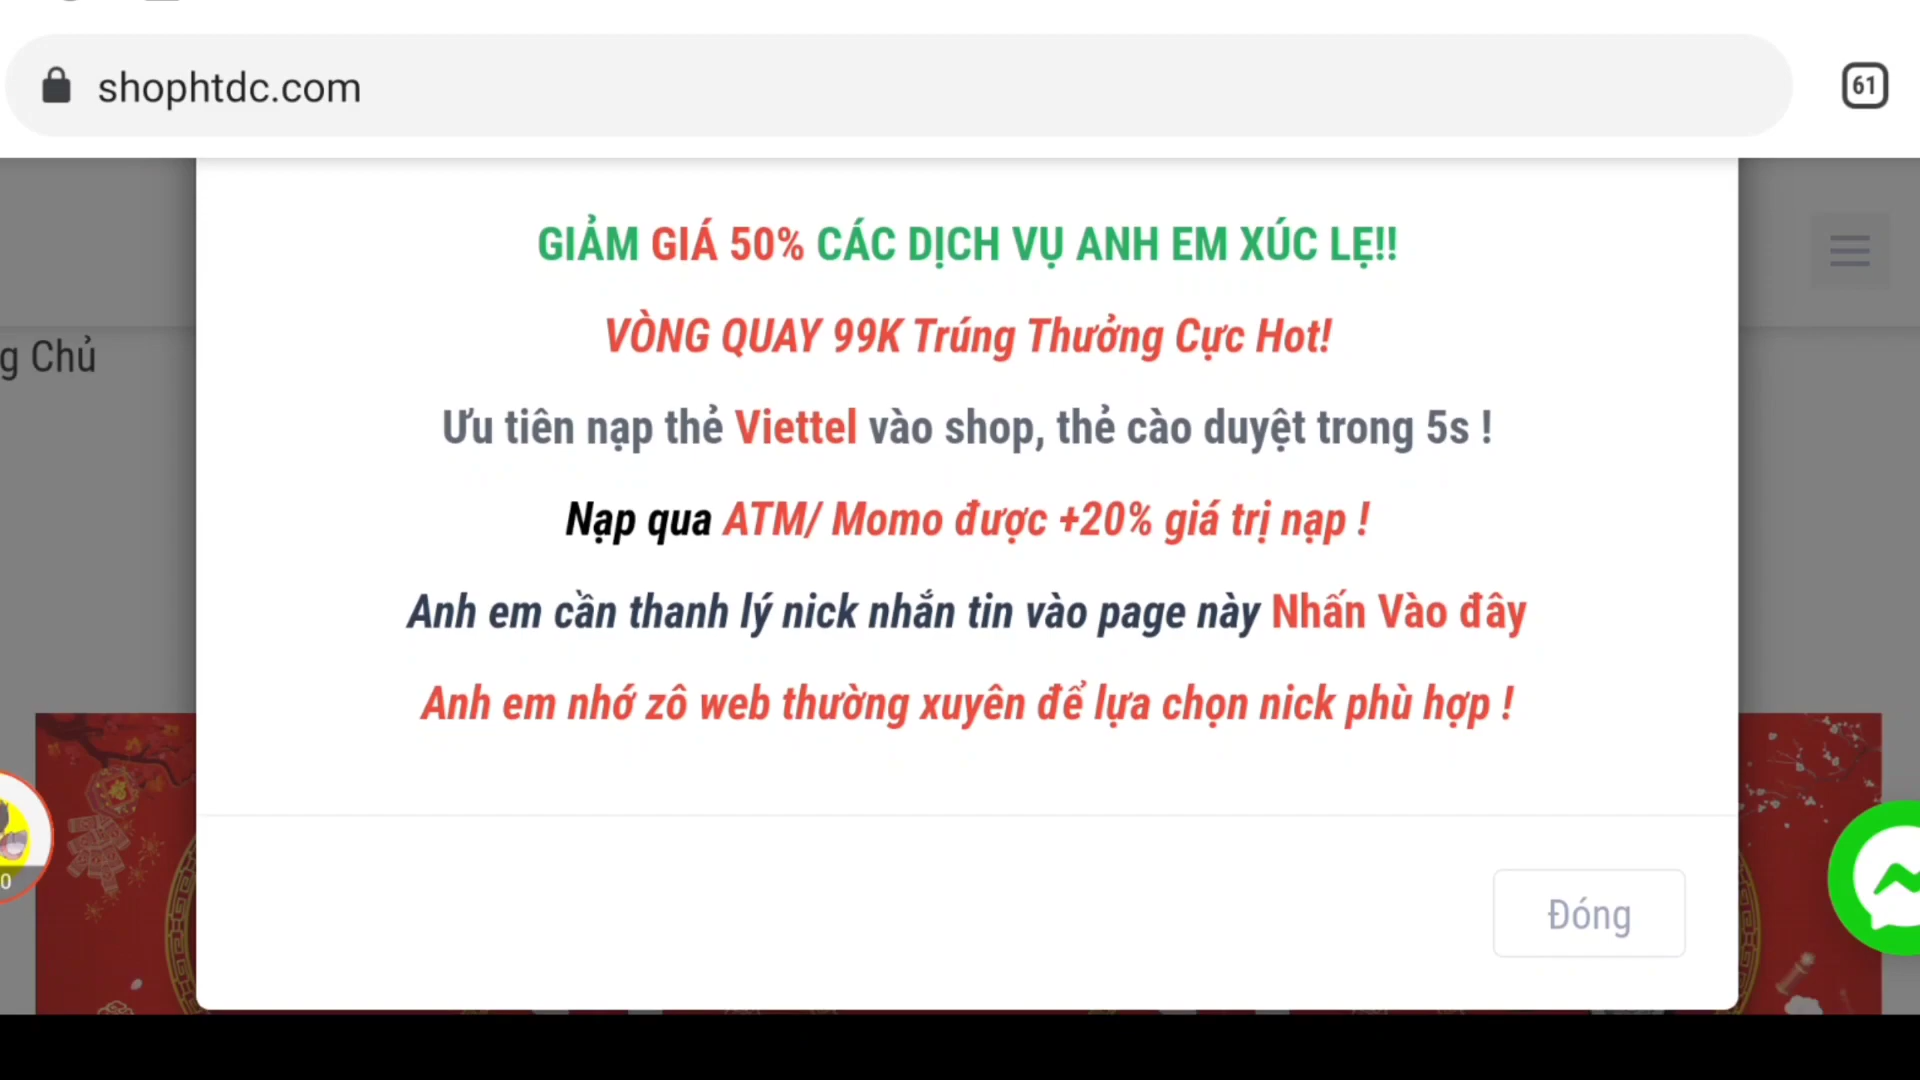 shophtdc.com
61
GIẢM GIÁ 50% CÁC DỊCH VỤ ANH EM XÚC LẸ!!
VÒNG QUAY 99K Trúng Thưởng Cực Hot!
g Chủ
Ưu tiên nạp thẻ Viettel vào shop, thẻ cào duyệt trong 5s !
Nạp qua ATM/ Momo được +20% giá trị nạp !
Anh em cần thanh lý nick nhắn tin vào page này Nhấn Vào đây
Anh em nhớ zô web thường xuyên để lựa chọn nick phù hợp !
0
Đóng